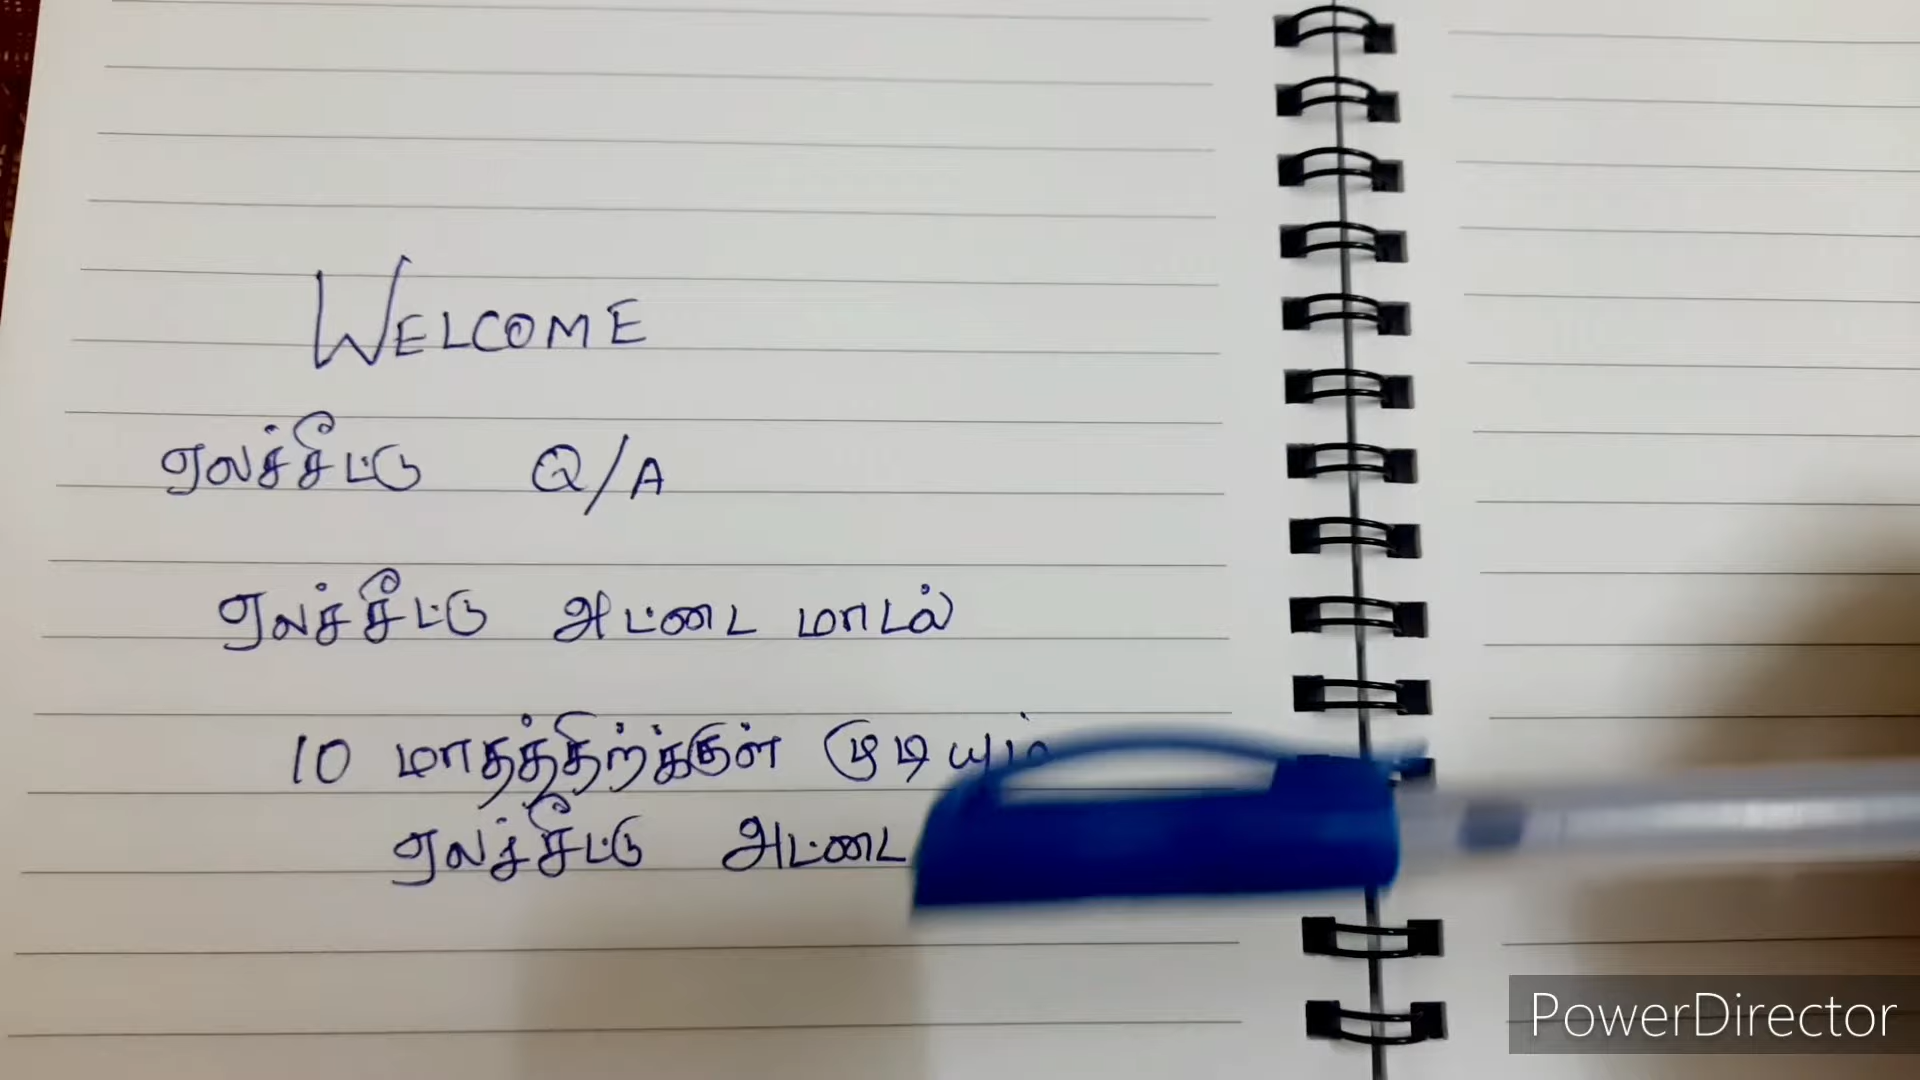 WELCOME
ஏலச்சீட்டு Q/A
ஏலச்சீட்டு அட்டை மாடல்
10 மாதத்திற்க்குள் முடியும்
ஏலச்சீட்டு அட்டை
PowerDirector